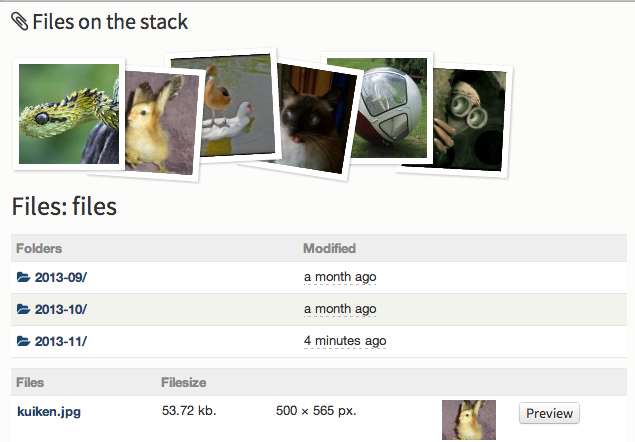 Files on the stack
Files: files
Folders Modified
2013-09/ a month ago
2013-10/ a month ago
2013-11/ 4 minutes ago
Files Filesize
kuiken.jpg 53.72 kb. 500 × 565 px. Preview